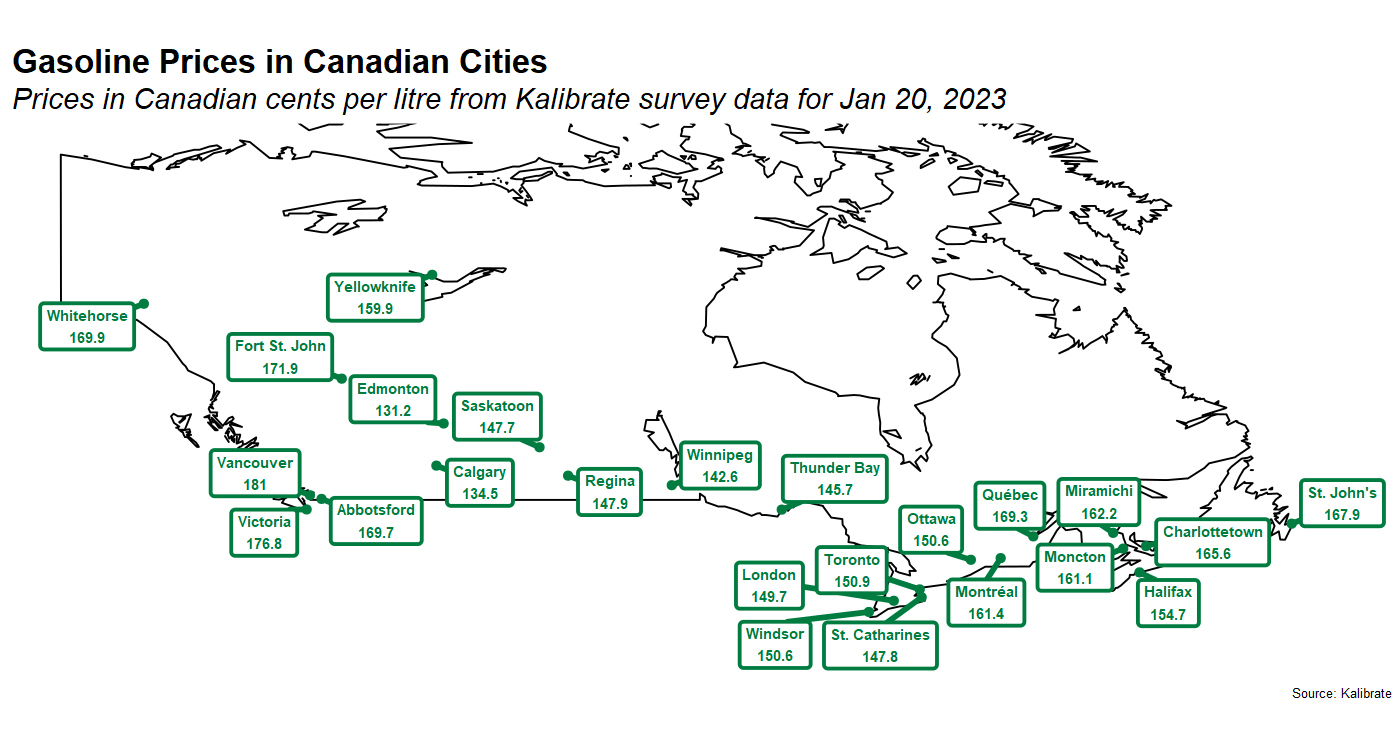 Gasoline Prices in Canadian Cities
Prices in Canadian cents per litre from Kalibrate survey data for Jan 20, 2023
Yellowknife
159.9
Whitehorse
169.9
Fort St. John
171.9
Edmonton
131.2
Saskatoon
147.7
Vancouver
181
Calgary
134.5
Regina
147.9
Winnipeg
142.6
Thunder Bay
145.7
Victoria
176.8
Abbotsford
169.7
Québec
169.3
Miramichi
162.2
St. John's
167.9
Ottawa
150.6
Charlottetown
165.6
Toronto
150.9
Moncton
161.1
London
149.7
Montréal
161.4
Halifax
154.7
Windsor
150.6
St. Catharines
147.8
Source: Kalibrate